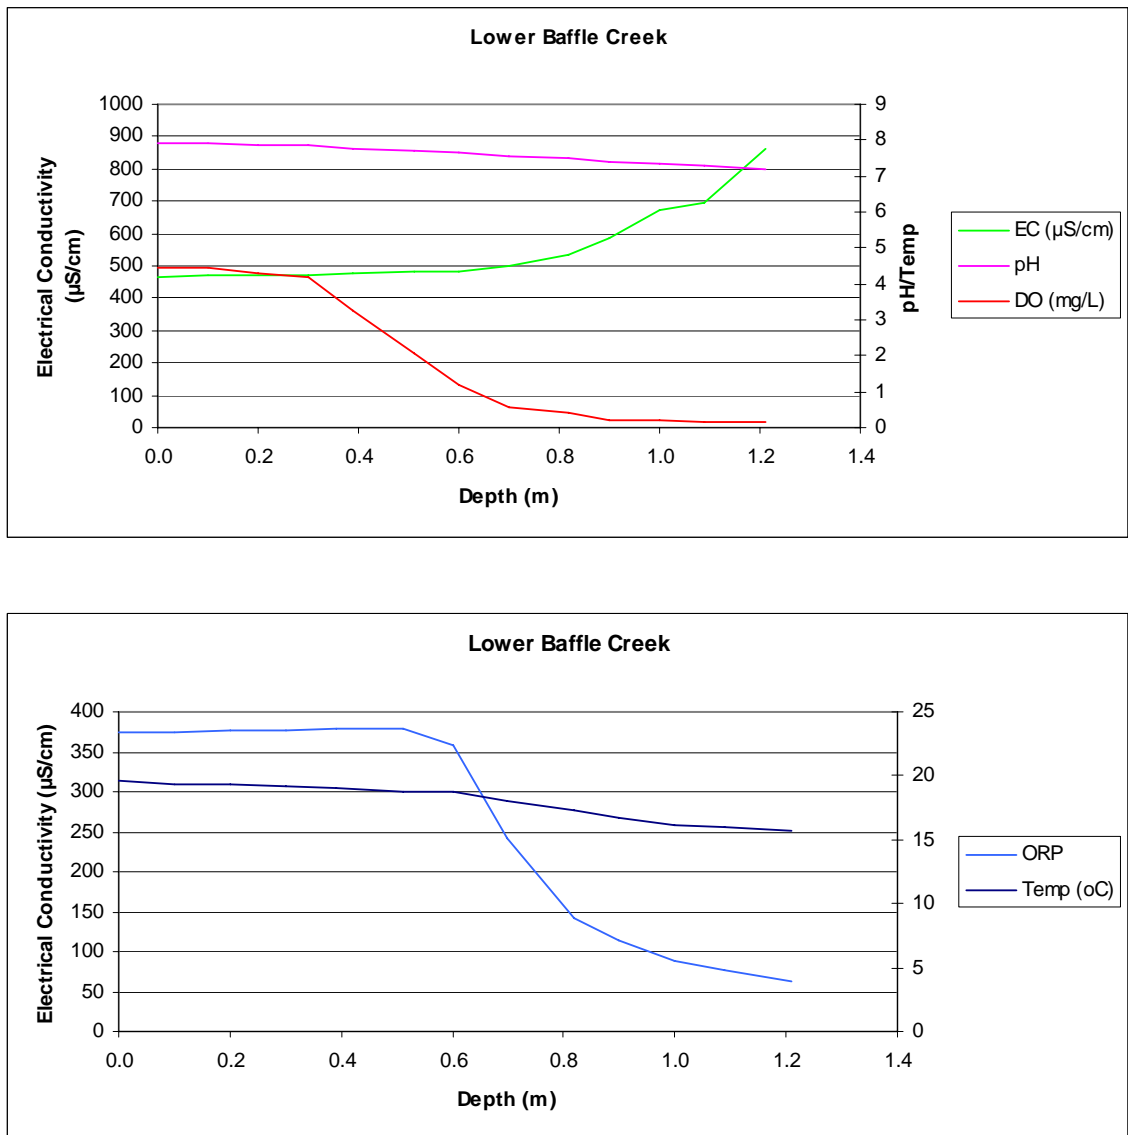 Lower Baffle Creek
Electrical Conductivity
(µS/cm)
1000
900
800
700
600
500
400
300
200
100
0
9
8
7
6
5
4
3
2
1
0
pH/Temp
0.0 0.2 0.4 0.6 0.8 1.0 1.2 1.4
Depth (m)
EC (µS/cm)
pH
DO (mg/L)
Lower Baffle Creek
Electrical Conductivity (µS/cm)
400
350
300
250
200
150
100
50
0
25
20
15
10
5
0
0.0 0.2 0.4 0.6 0.8 1.0 1.2 1.4
Depth (m)
ORP
Temp (oC)